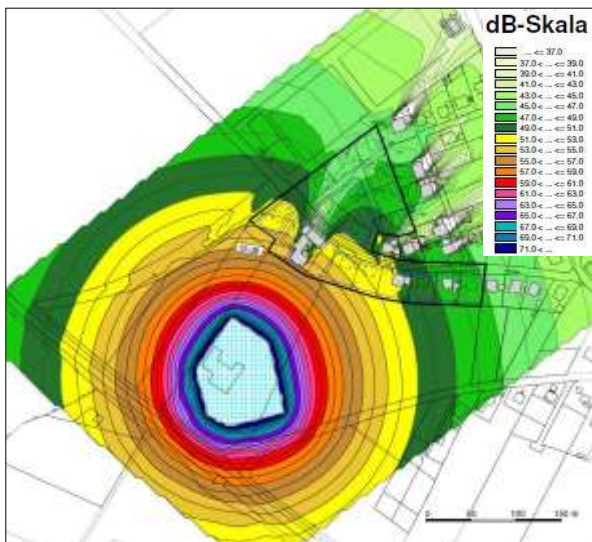 dB-Skala
... <= 37.0
37.0 < ... <= 39.0
39.0 < ... <= 41.0
41.0 < ... <= 43.0
43.0 < ... <= 45.0
45.0 < ... <= 47.0
47.0 < ... <= 49.0
49.0 < ... <= 51.0
51.0 < ... <= 53.0
53.0 < ... <= 55.0
55.0 < ... <= 57.0
57.0 < ... <= 59.0
59.0 < ... <= 61.0
61.0 < ... <= 63.0
63.0 < ... <= 65.0
65.0 < ... <= 67.0
67.0 < ... <= 69.0
69.0 < ... <= 71.0
71.0 < ...
0 50 100 150 m